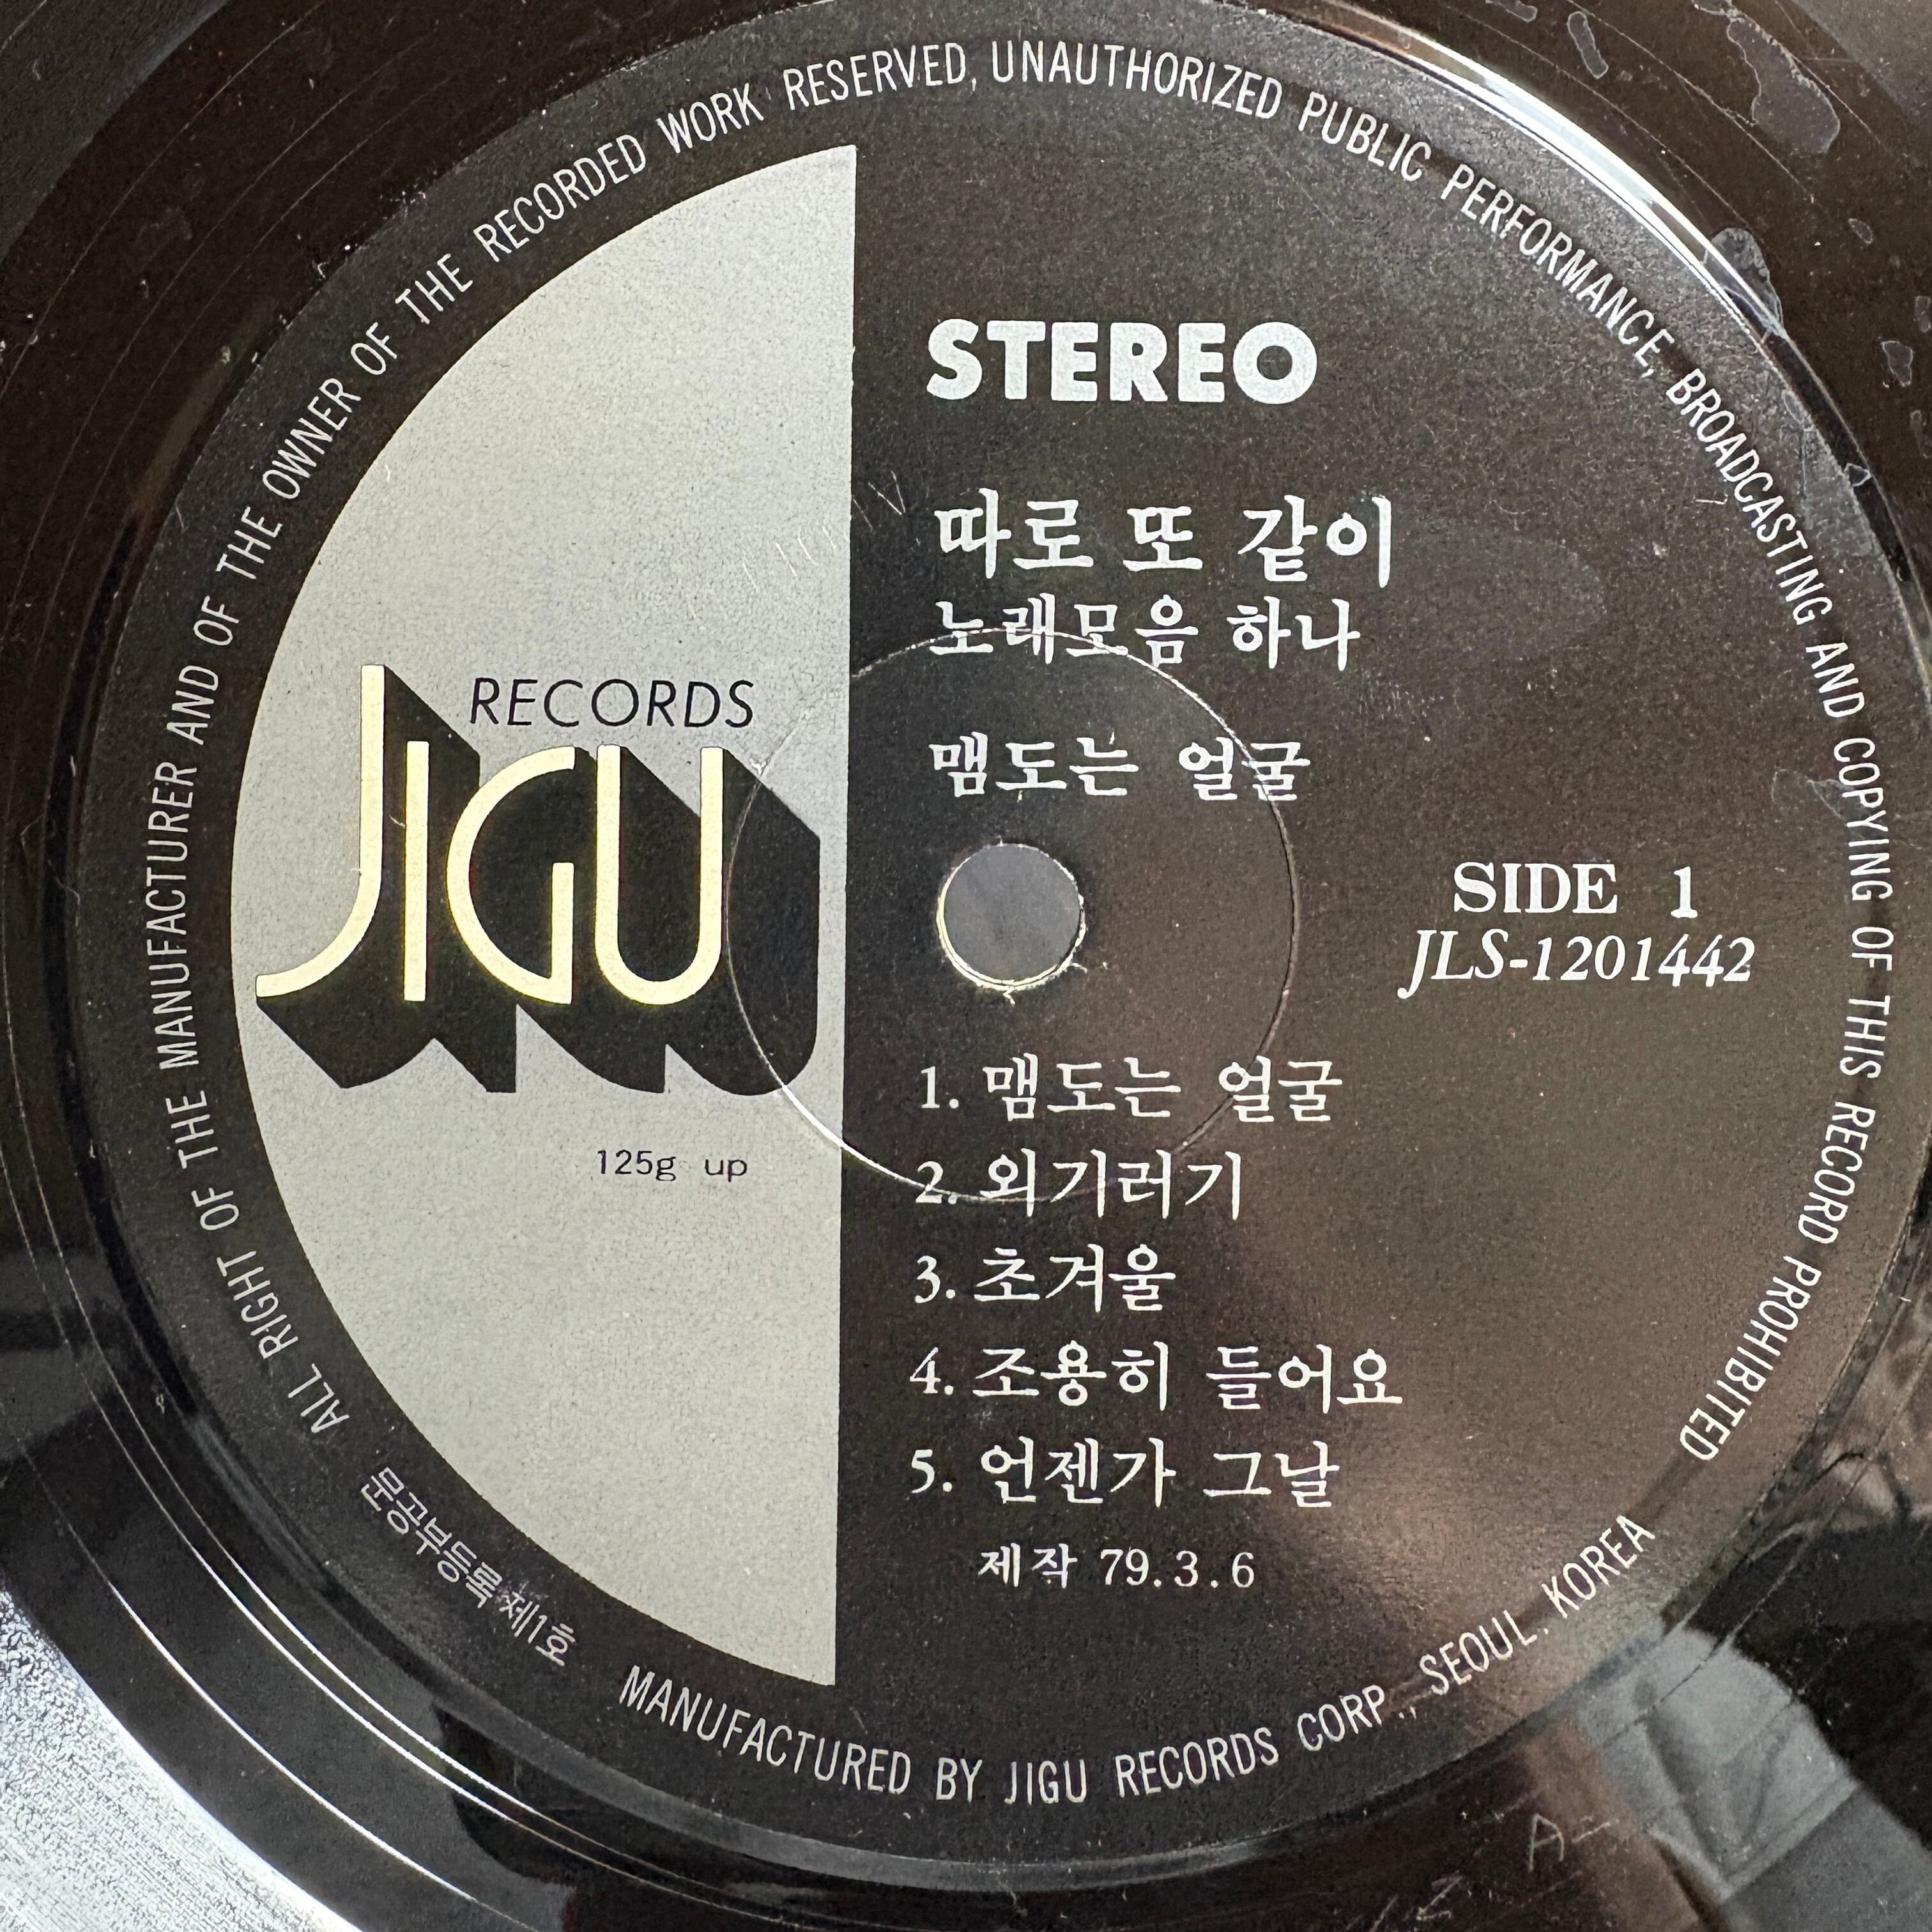 STEREO
따로 또 같이
노래모음 하나
맴도는 얼굴
RECORDS
JIGU
125g up
SIDE 1
JLS-1201442
1. 맴도는 얼굴
2. 외기러기
3. 초겨울
4. 조용히 들어요
5. 언젠가 그날
제작 79.3.6
ALL RIGHT OF THE MANUFACTURER AND OF THE OWNER OF THE RECORDED WORK RESERVED, UNAUTHORIZED PUBLIC PERFORMANCE, BROADCASTING AND COPYING OF THIS RECORD PROHIBITED
문공부등록 제1호
MANUFACTURED BY JIGU RECORDS CORP., SEOUL, KOREA